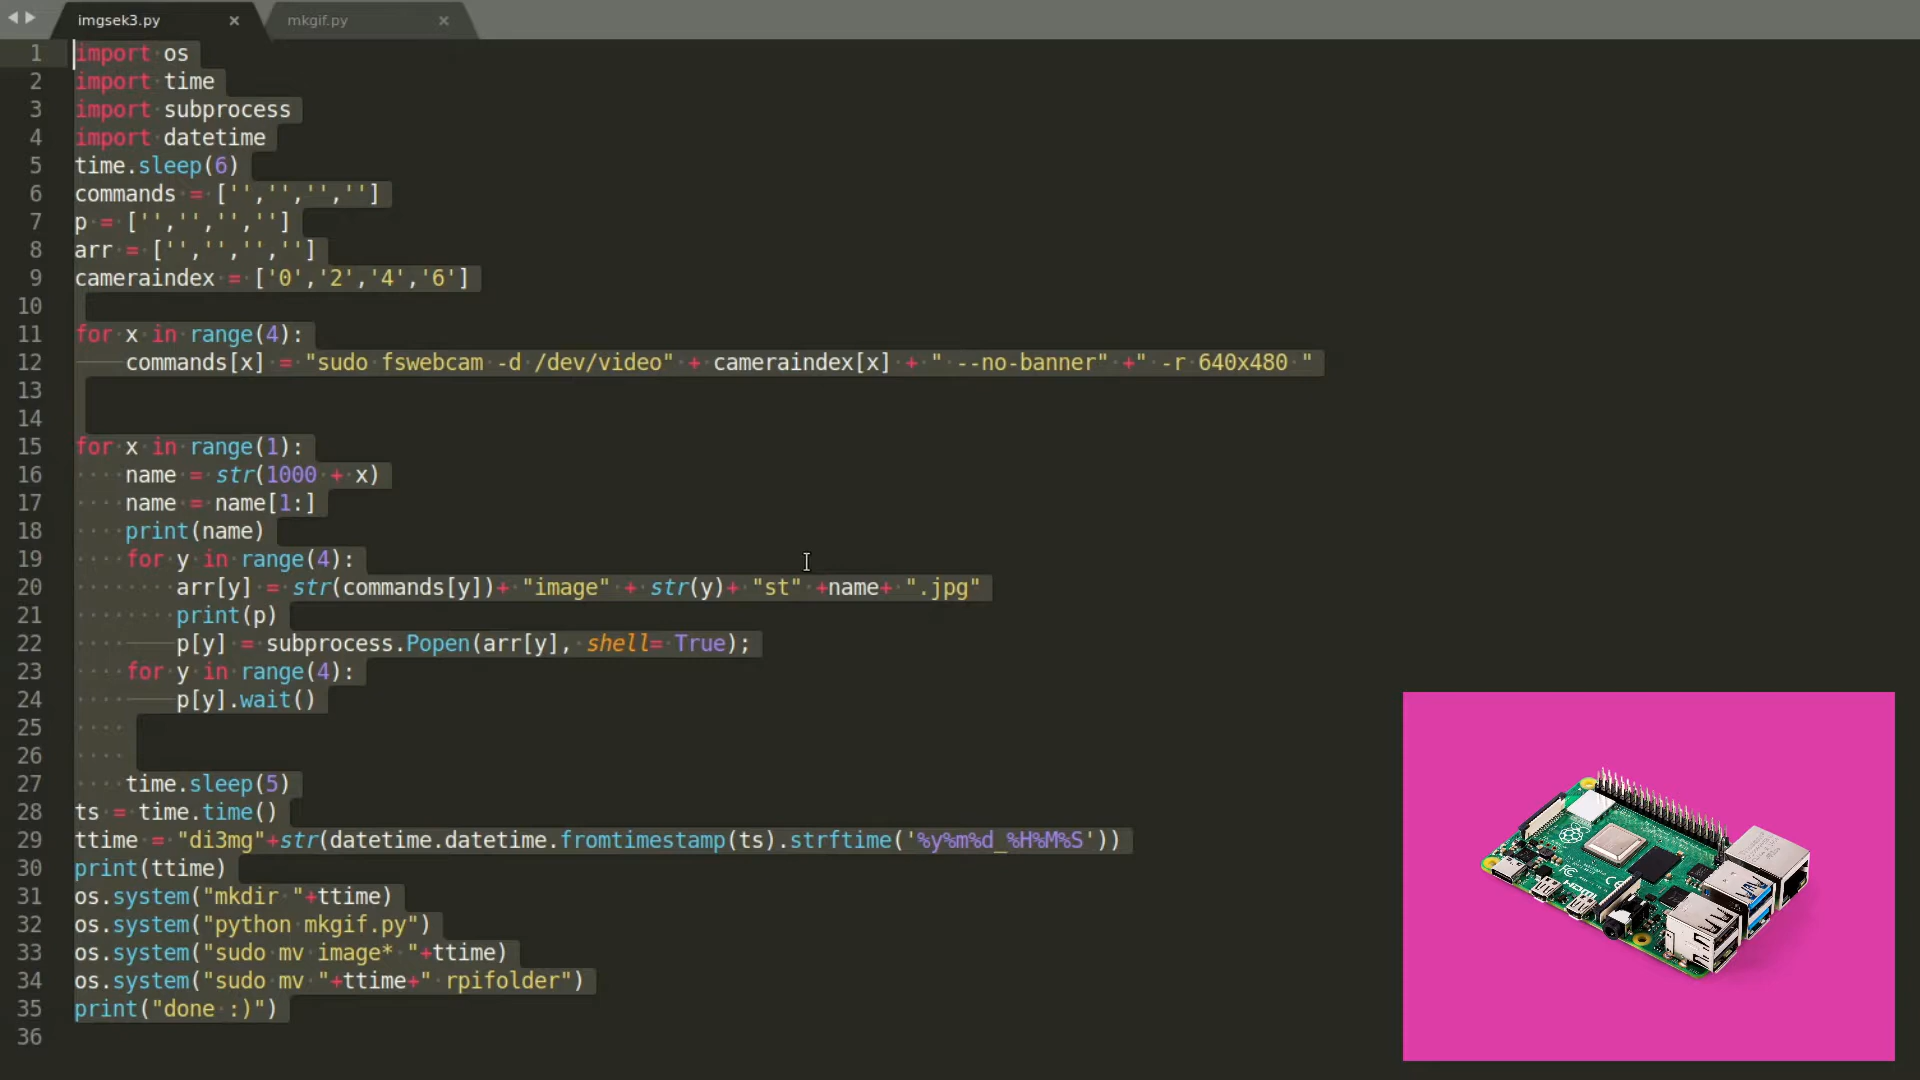 imgsek3.py
mkgif.py
1 import os
2 import time
3 import subprocess
4 import datetime
5 time.sleep(6)
6 commands = ['','','','']
7 p = ['','','','']
8 arr = ['','','','']
9 cameraindex = ['0','2','4','6']
10
11 for x in range(4):
12     commands[x] = "sudo fswebcam -d /dev/video" + cameraindex[x] + " --no-banner" +" -r 640x480 "
13
14
15 for x in range(1):
16     name = str(1000 + x)
17     name = name[1:]
18     print(name)
19     for y in range(4):
20         arr[y] = str(commands[y])+ "image" + str(y)+ "st" +name+ ".jpg"
21         print(p)
22         p[y] = subprocess.Popen(arr[y], shell= True);
23     for y in range(4):
24         p[y].wait()
25
26
27     time.sleep(5)
28 ts = time.time()
29 ttime = "di3mg"+str(datetime.datetime.fromtimestamp(ts).strftime('%y%m%d_%H%M%S'))
30 print(ttime)
31 os.system("mkdir "+ttime)
32 os.system("python mkgif.py")
33 os.system("sudo mv image* "+ttime)
34 os.system("sudo mv "+ttime+" rpifolder")
35 print("done :)")
36
HDMI
FC